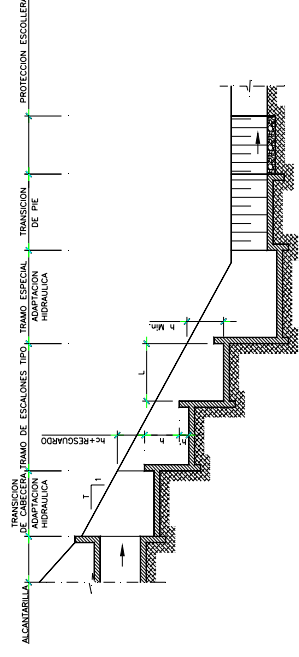 ALCANTARILLA
TRANSICION
DE CABECERA
ADAPTACION
HIDRAULICA
TRAMO DE ESCALONES TIPO
TRAMO ESPECIAL
ADAPTACION
HIDRAULICA
TRANSICION
DE PIE
PROTECCION ESCOLLERA
T
1
hc+RESGUARDO
h
h
L
h Min.